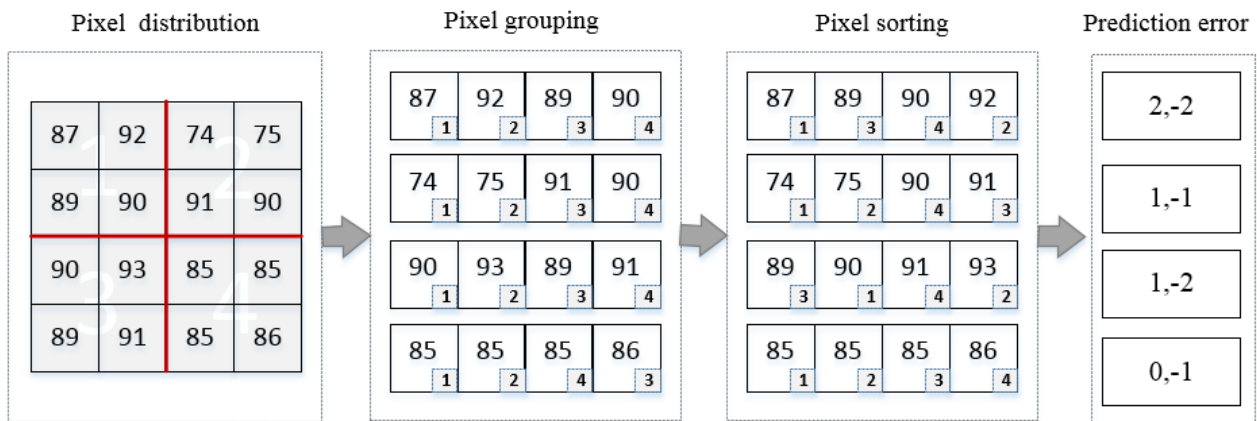 Pixel distribution
Pixel grouping
Pixel sorting
Prediction error
87 92 74 75
89 90 91 90
90 93 85 85
89 91 85 86
1 2
3 4
87 92 89 90
1 2 3 4
74 75 91 90
1 2 3 4
90 93 89 91
1 2 3 4
85 85 85 86
1 2 4 3
87 89 90 92
1 3 4 2
74 75 90 91
1 2 4 3
89 90 91 93
3 1 4 2
85 85 85 86
1 2 3 4
2,-2
1,-1
1,-2
0,-1